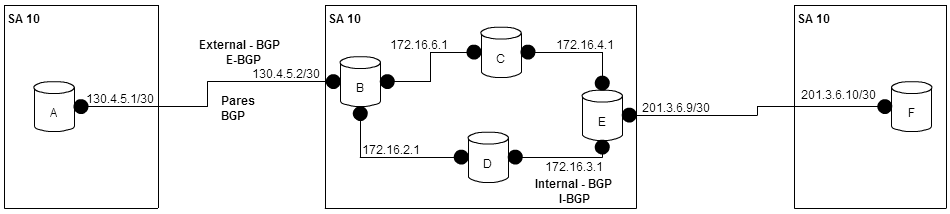 SA 10
A
130.4.5.1/30
External - BGP
E-BGP
130.4.5.2/30
Pares
BGP
SA 10
B
172.16.6.1
C
172.16.4.1
172.16.2.1
D
172.16.3.1
E
Internal - BGP
I-BGP
201.3.6.9/30
SA 10
201.3.6.10/30
F